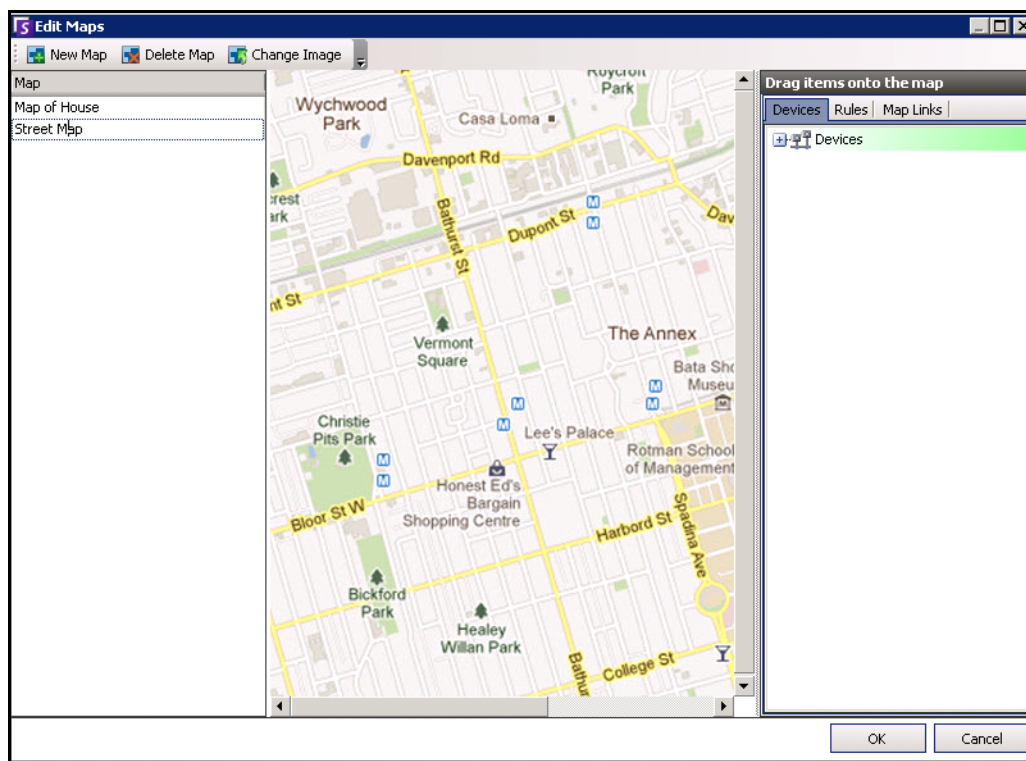 Edit Maps
New Map Delete Map Change Image
Map
Map of House
Street Map
Roycroft
Park
Wychwood
Park
Casa Loma
Davenport Rd
crest
ark
Bathurst St
Dupont St
Dav
nt St
The Annex
Vermont
Square
Bata Sho
Museu
Christie
Pits Park
Lee's Palace
Rotman School
of Management
Honest Ed's
Bargain
Shopping Centre
Bloor St W
Harbord St
Spadina Ave
Bickford
Park
Healey
Willan Park
Bathur
College St
Drag items onto the map
Devices Rules Map Links
Devices
OK Cancel